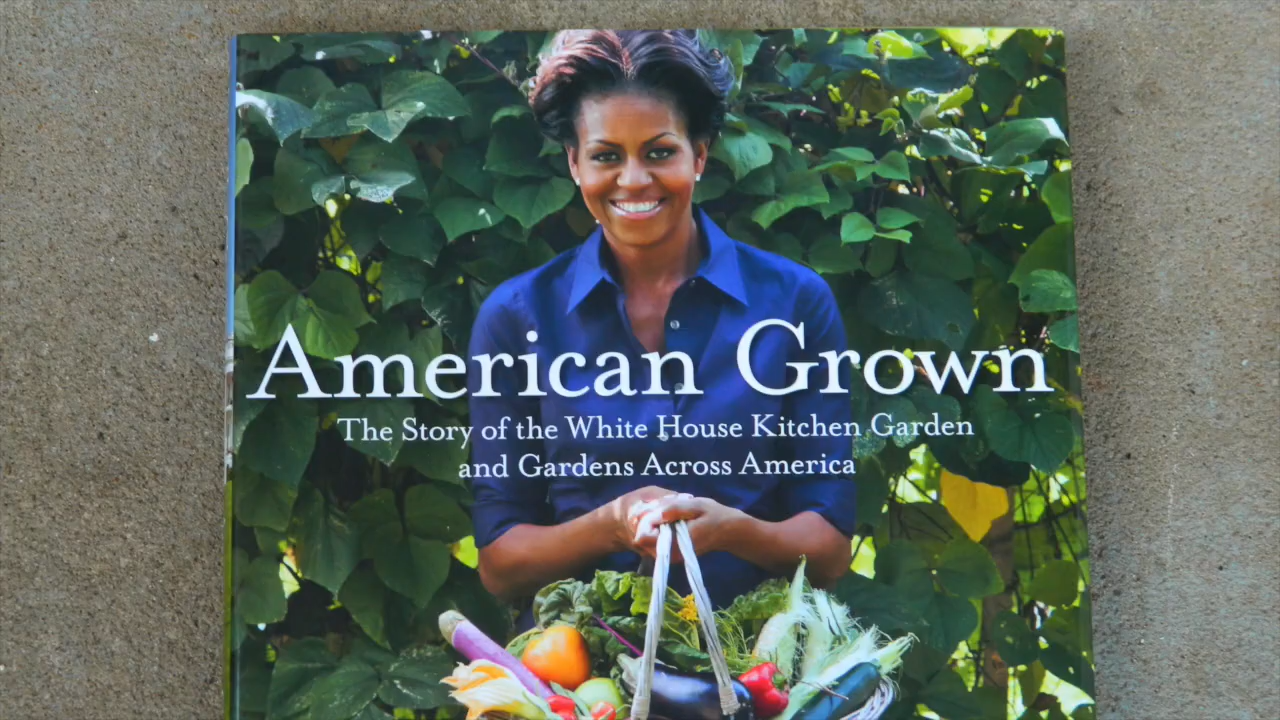 American Grown
The Story of the White House Kitchen Garden
and Gardens Across America